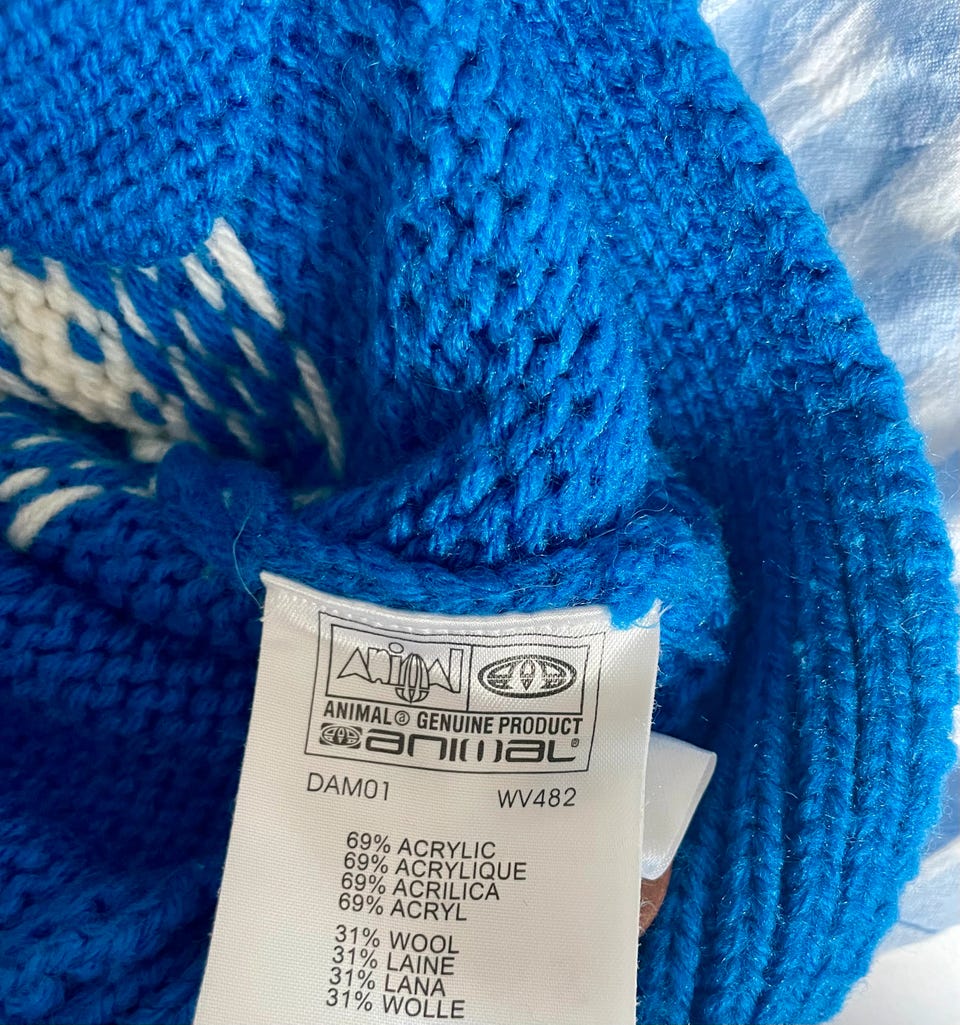 anımal
ANIMAL ⓐ GENUINE PRODUCT
animal®
DAM01 WV482
69% ACRYLIC
69% ACRYLIQUE
69% ACRILICA
69% ACRYL
31% WOOL
31% LAINE
31% LANA
31% WOLLE